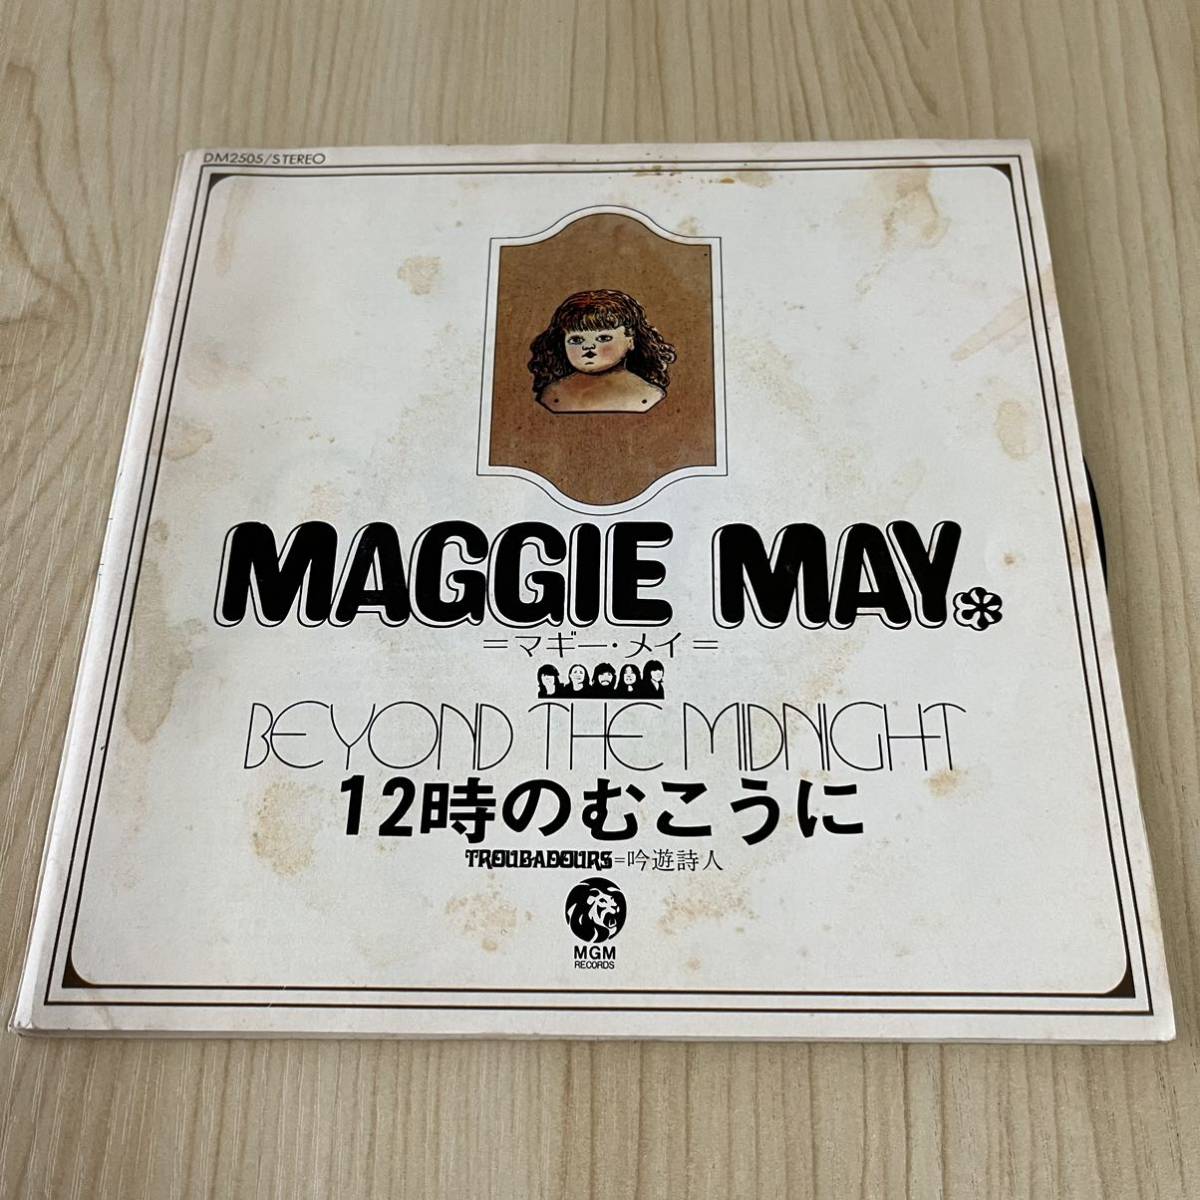 DM2505/STEREO
MAGGIE MAY.
=マギー・メイ=
BEYOND THE MIDNIGHT
12時のむこうに
TROUBADOURS=吟遊詩人
MGM
RECORDS